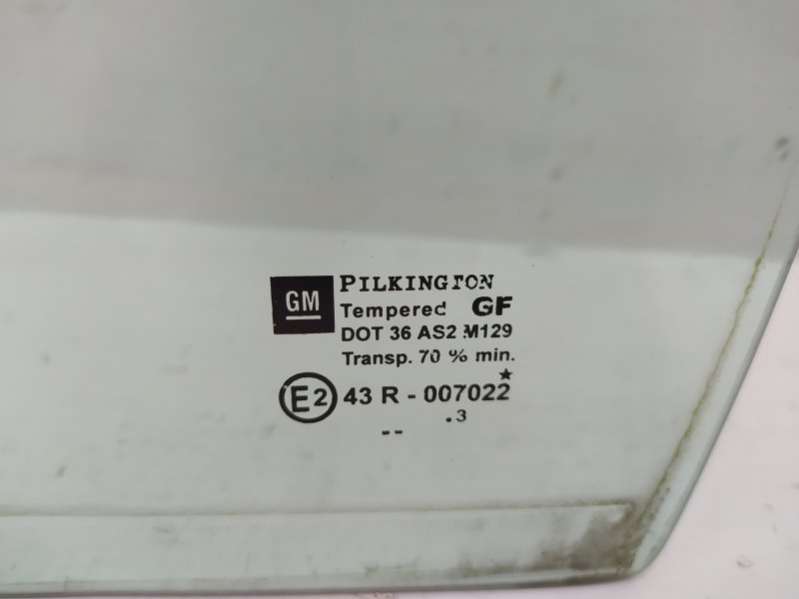 GM
PILKINGTON
Tempered GF
DOT 36 AS2 M129
Transp. 70 % min.
E2 43 R - 007022 ★
.3
--